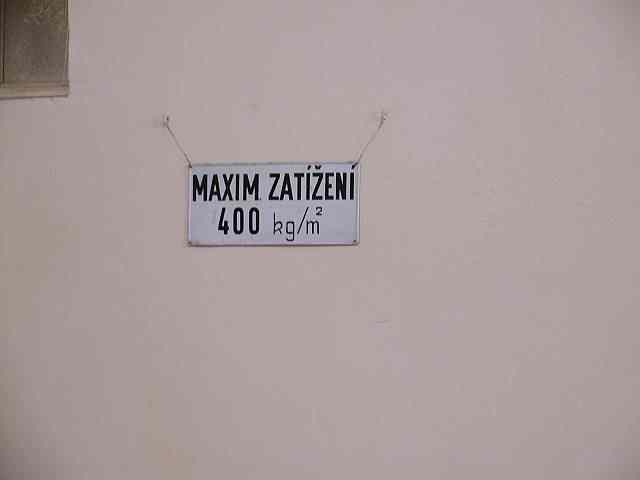 MAXIM. ZATÍŽENÍ
400 kg/m²